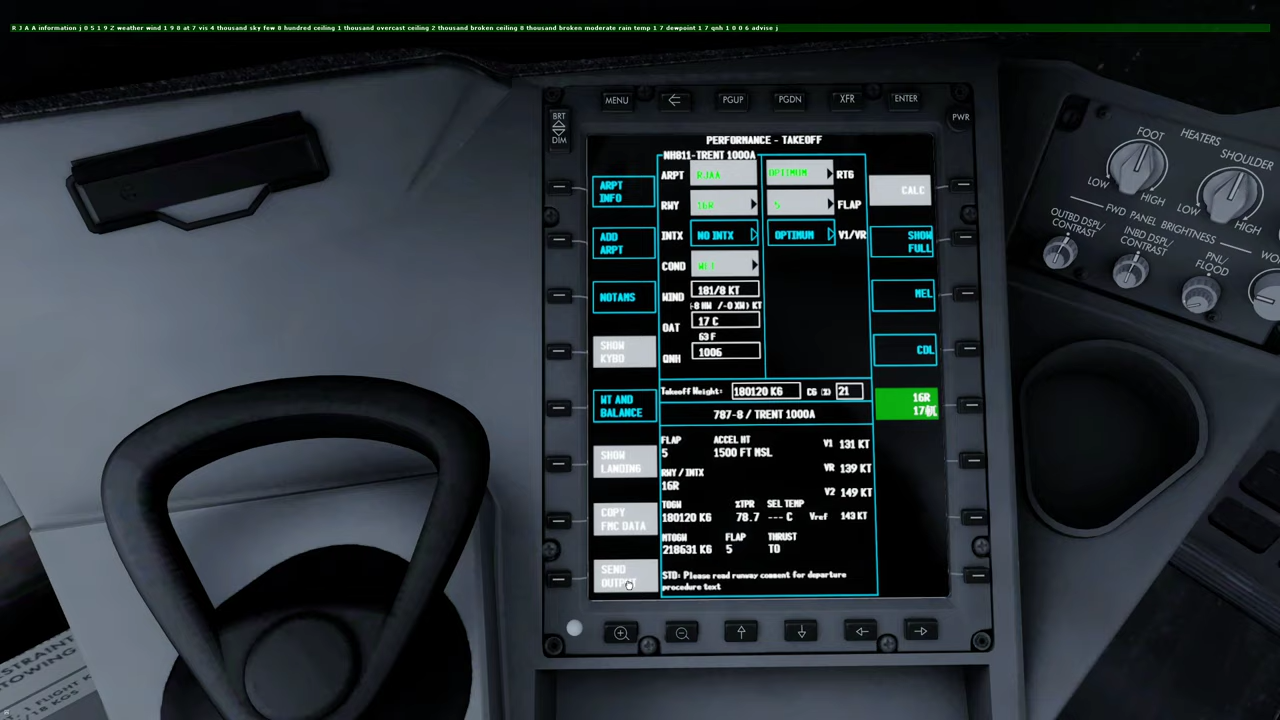 R J A A information j 0 5 1 9 Z weather wind 1 9 0 at 7 vis 4 thousand sky few 8 hundred ceiling 1 thousand overcast ceiling 2 thousand broken ceiling 8 thousand broken moderate rain temp 1 7 dewpoint 1 7 qnh 1 0 0 6 advise j
MENU PGUP PGDN XFR ENTER
BRT DIM
PWR
PERFORMANCE - TAKEOFF
NH811-TRENT 1000A
ARPT INFO
ARPT RJAA
OPTIMUM RTG
CALC
RWY 16R
5 FLAP
ADD ARPT
INTX NO INTX
OPTIMUM V1/VR
SHOW FULL
COND WET
NOTAMS
WIND 181/8 KT
MEL
OAT 17 C
63 F
SHOW KYBD
QNH 1006
CDL
WT AND BALANCE
Takeoff Weight: 180120 KG CG (%) 21
16R
787-8 / TRENT 1000A
SHOW LANDING
FLAP ACCEL HT V1 131 KT
5 1500 FT MSL
RWY / INTX VR 139 KT
16R
V2 149 KT
COPY FMC DATA
TOGW %TPR SEL TEMP
180120 KG 78.7 --- C Vref 143 KT
MTOGW FLAP THRUST
218631 KG 5 TO
SEND OUTPUT
STD: Please read runway comment for departure
procedure text
FOOT
HEATERS
SHOULDER
LOW HIGH
LOW HIGH
FWD PANEL BRIGHTNESS
OUTBD DSPL/ CONTRAST
INBD DSPL/ CONTRAST
PNL/ FLOOD